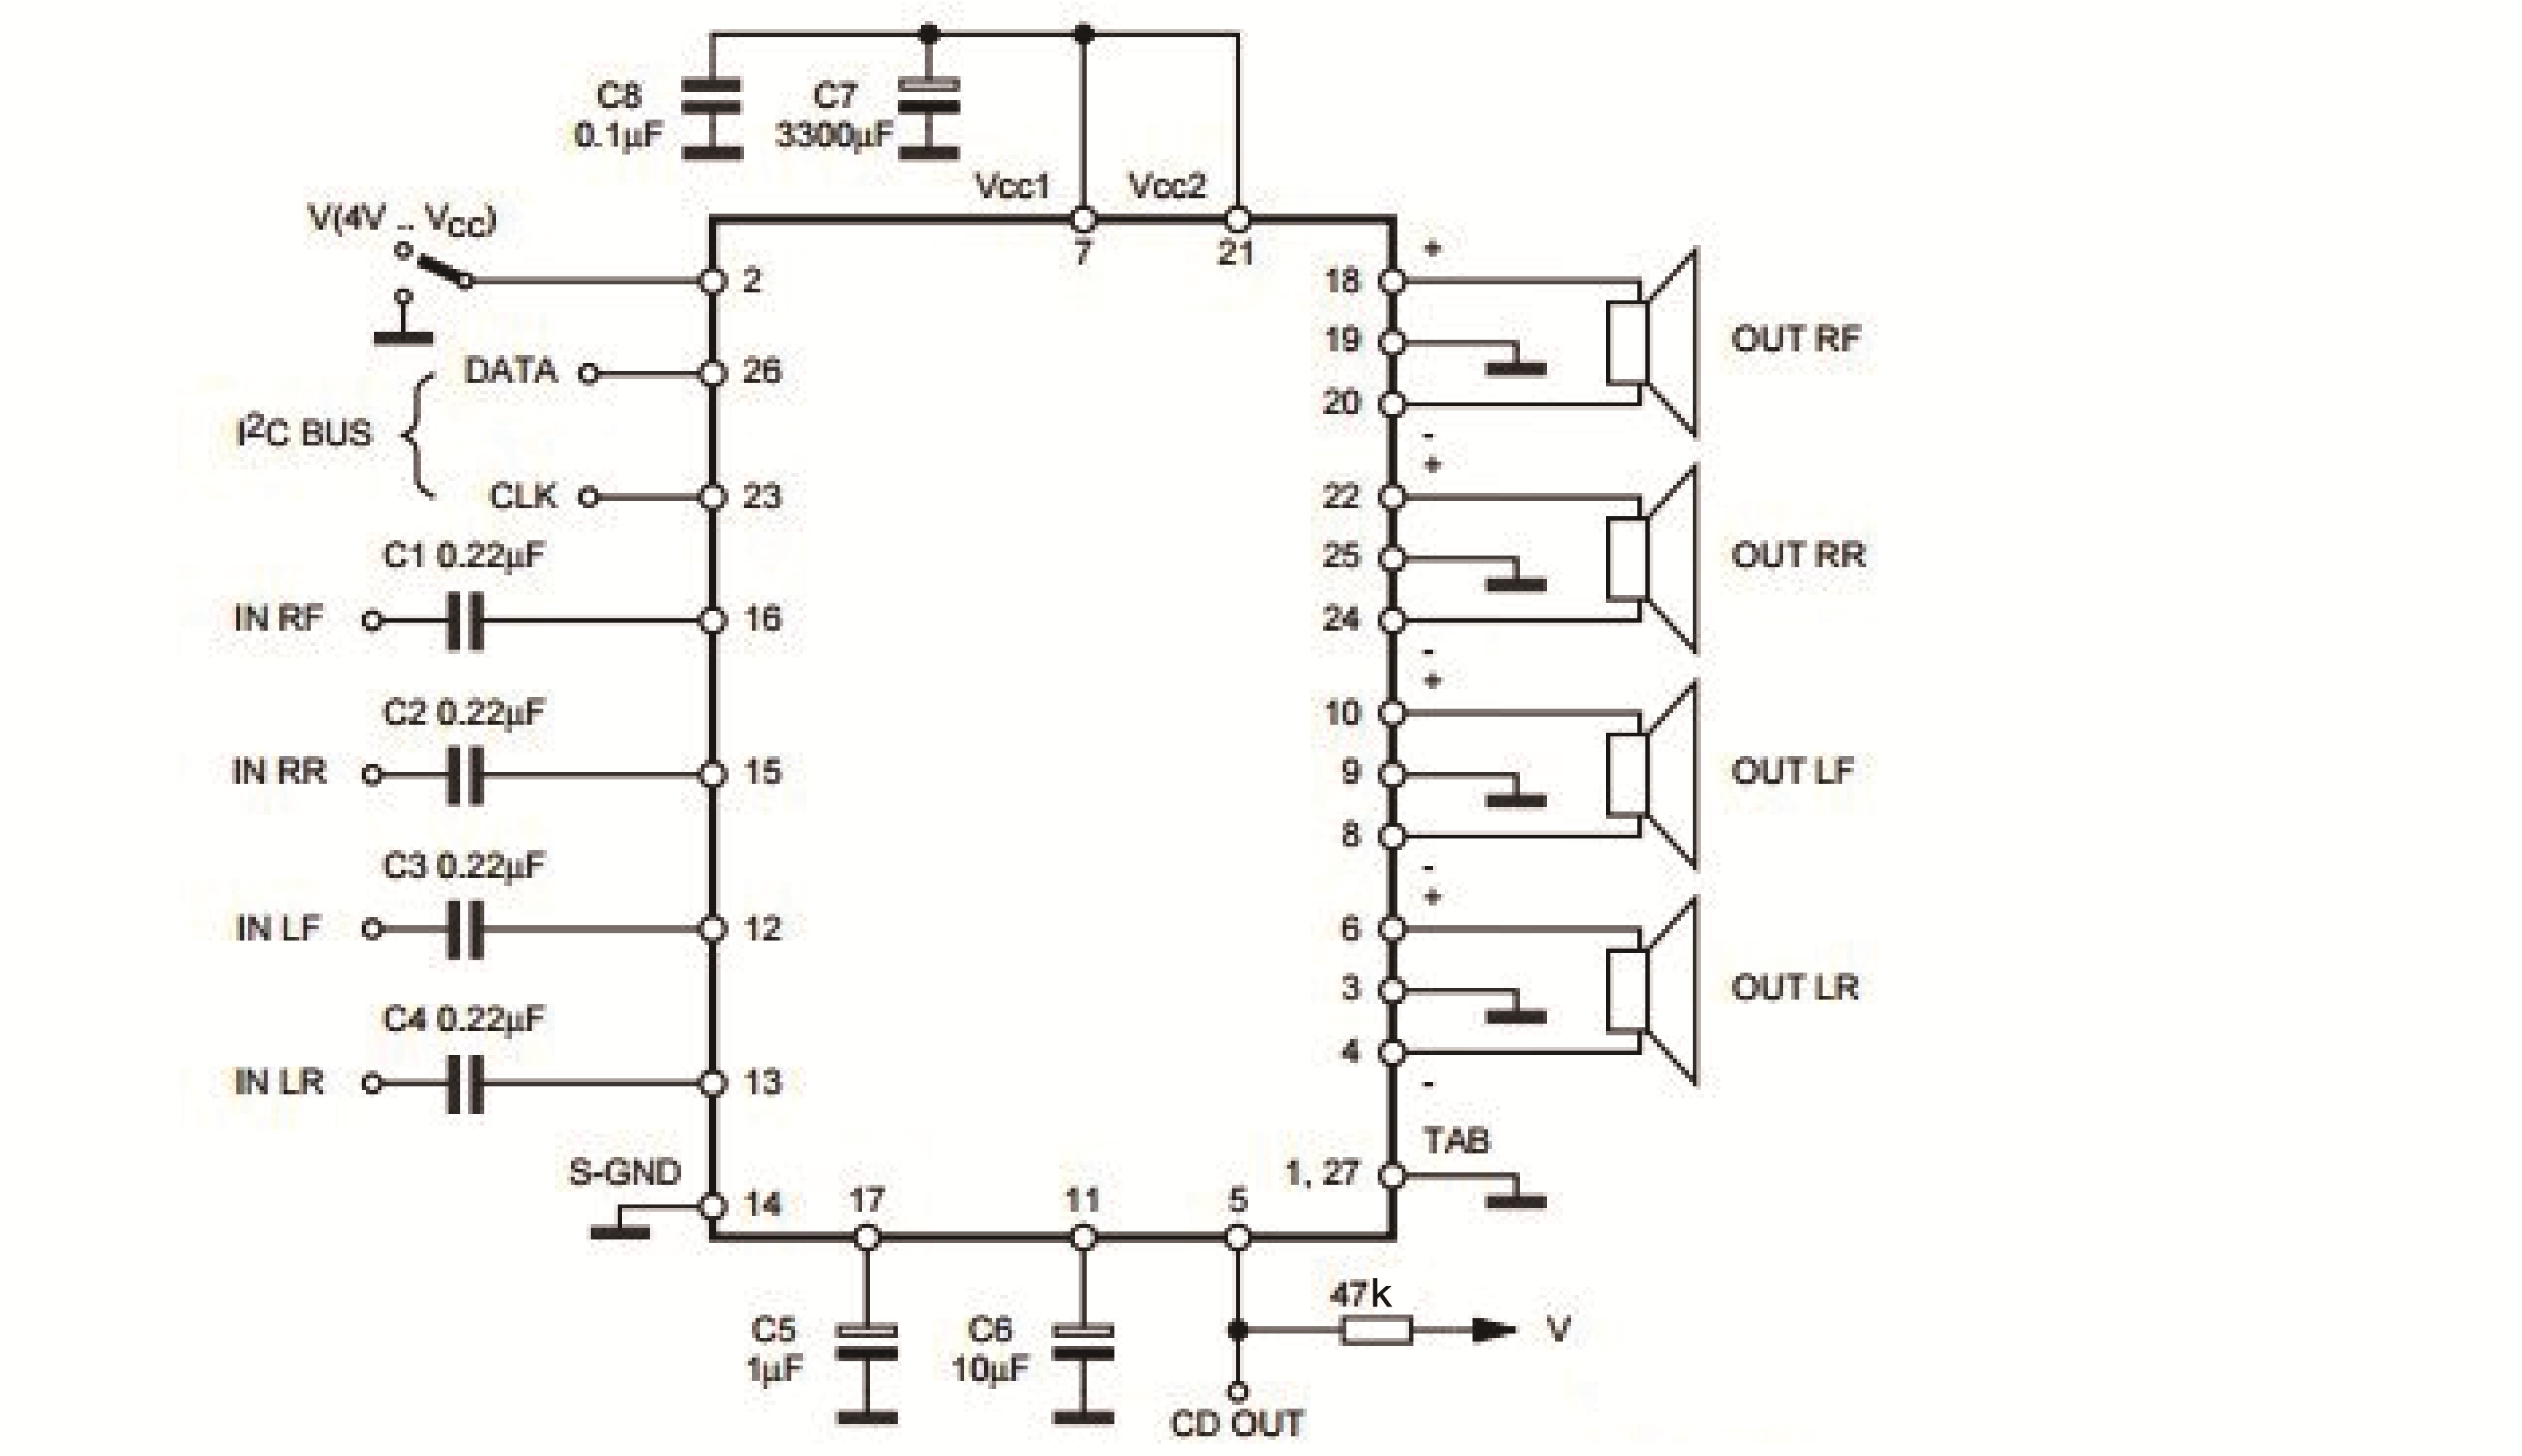 C8
0.1µF
C7
3300µF
Vcc1
Vcc2
7
21
V(4V .. VCC)
2
DATA
26
I²C BUS
CLK
23
C1 0.22µF
IN RF
16
C2 0.22µF
IN RR
15
C3 0.22µF
IN LF
12
C4 0.22µF
IN LR
13
S-GND
14
+
18
19
20
-
OUT RF
+
22
25
24
-
OUT RR
+
10
9
8
-
OUT LF
+
6
3
4
-
OUT LR
TAB
1, 27
17
11
5
C5
1µF
C6
10µF
47k
V
CD OUT